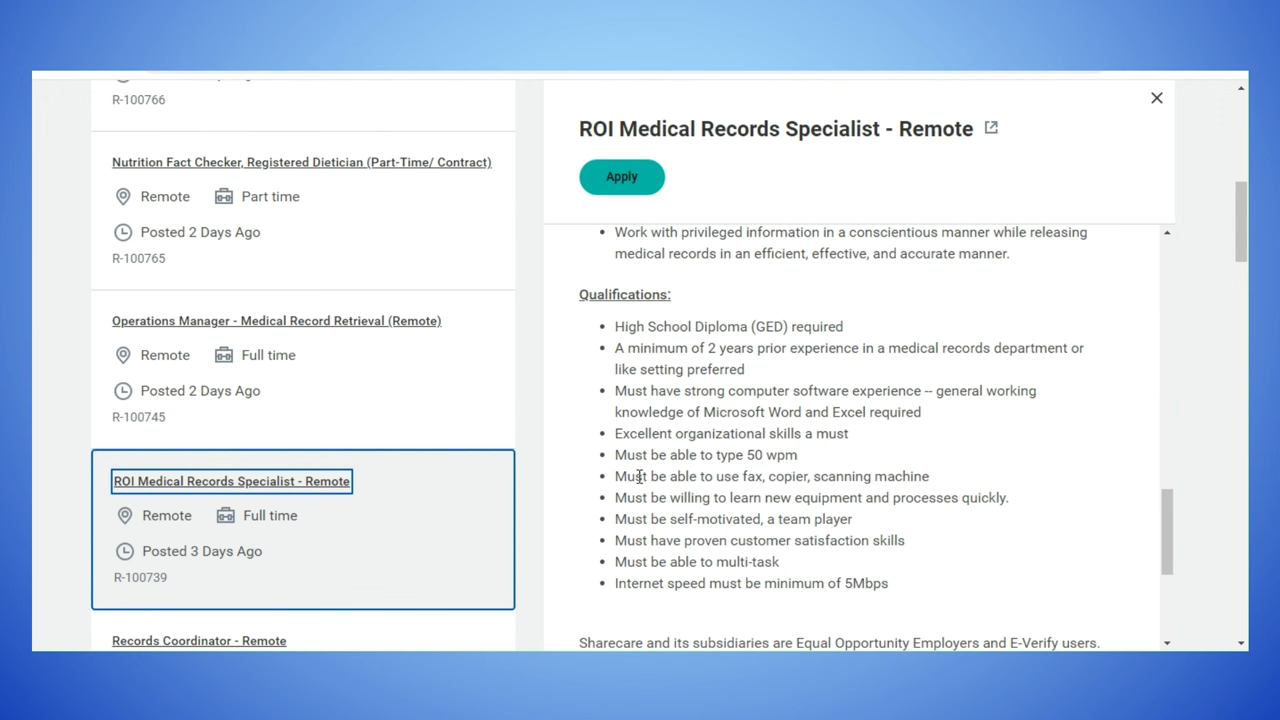 R-100766
Nutrition Fact Checker, Registered Dietician (Part-Time/ Contract)
Remote
Part time
Posted 2 Days Ago
R-100765
Operations Manager - Medical Record Retrieval (Remote)
Remote
Full time
Posted 2 Days Ago
R-100745
ROI Medical Records Specialist - Remote
Remote
Full time
Posted 3 Days Ago
R-100739
Records Coordinator - Remote
ROI Medical Records Specialist - Remote
Apply
• Work with privileged information in a conscientious manner while releasing
medical records in an efficient, effective, and accurate manner.
Qualifications:
• High School Diploma (GED) required
• A minimum of 2 years prior experience in a medical records department or
like setting preferred
• Must have strong computer software experience -- general working
knowledge of Microsoft Word and Excel required
• Excellent organizational skills a must
• Must be able to type 50 wpm
• Must be able to use fax, copier, scanning machine
• Must be willing to learn new equipment and processes quickly.
• Must be self-motivated, a team player
• Must have proven customer satisfaction skills
• Must be able to multi-task
• Internet speed must be minimum of 5Mbps
Sharecare and its subsidiaries are Equal Opportunity Employers and E-Verify users.